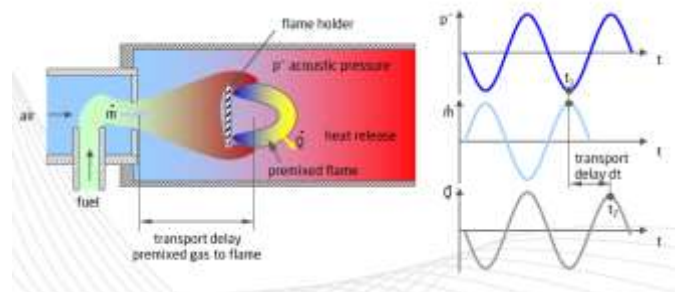 flame holder
p' acoustic pressure
air
ṁ
Q̇
heat release
premixed flame
fuel
transport delay
premixed gas to flame
p'
t
t₁
ṁ
t
transport
delay dt
Q̇
t₂
t